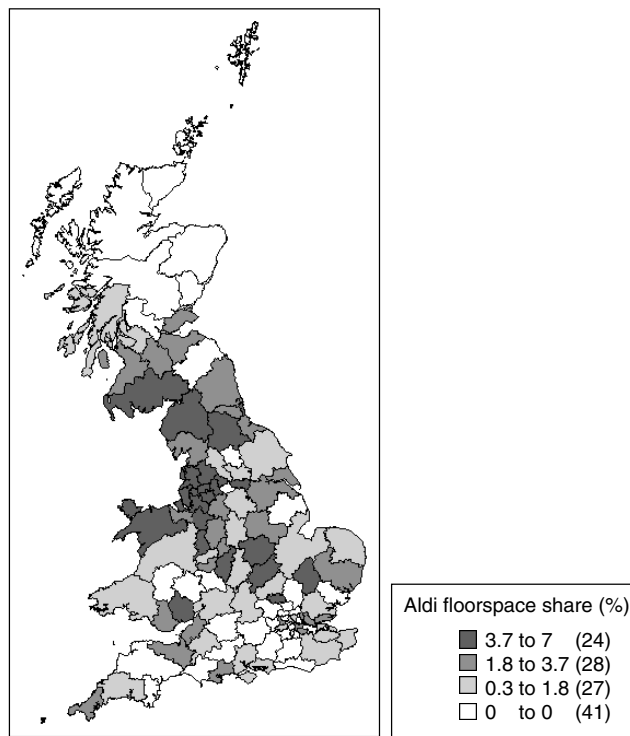 Aldi floorspace share (%)
3.7 to 7 (24)
1.8 to 3.7 (28)
0.3 to 1.8 (27)
0 to 0 (41)